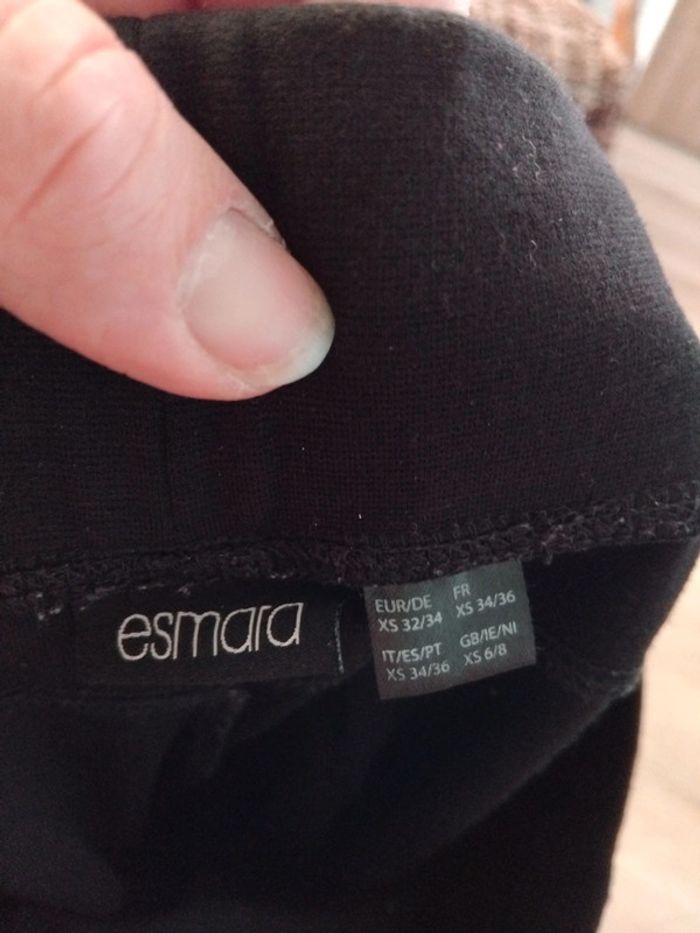 esmara
EUR/DE FR
XS 32/34 XS 34/36
IT/ES/PT GB/IE/NI
XS 34/36 XS 6/8